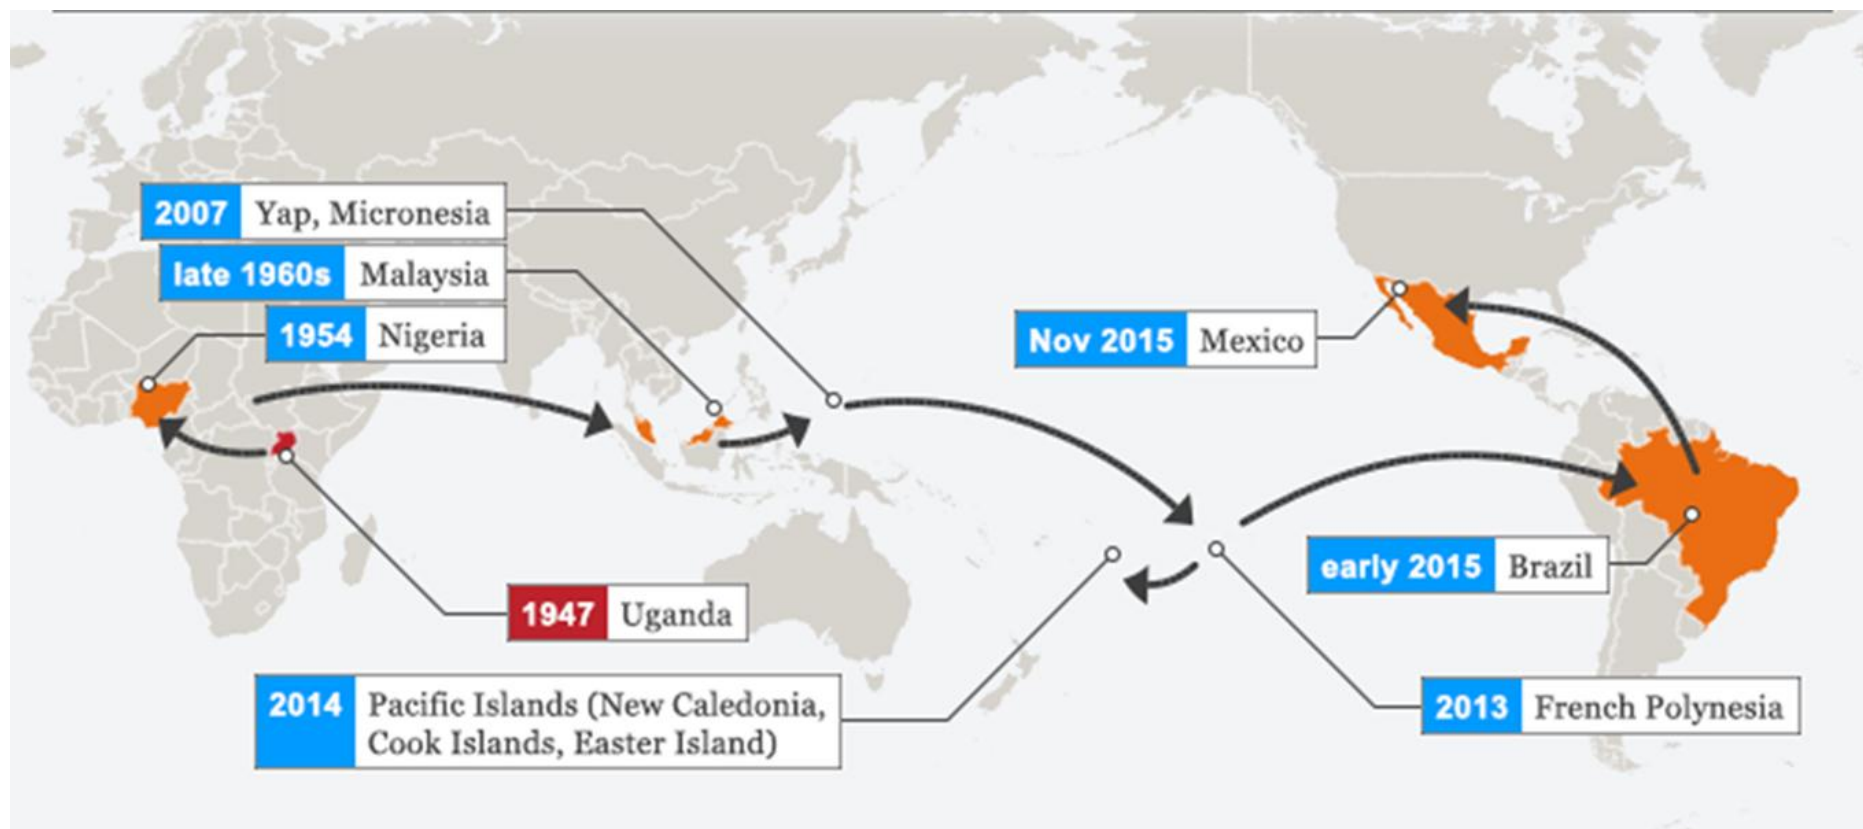 2007 Yap, Micronesia
late 1960s Malaysia
1954 Nigeria
Nov 2015 Mexico
early 2015 Brazil
1947 Uganda
2014 Pacific Islands (New Caledonia,
Cook Islands, Easter Island)
2013 French Polynesia